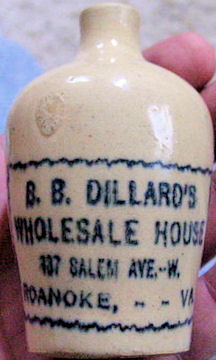 B. B. DILLARD'S
WHOLESALE HOUSE
107 SALEM AVE.-W.
ROANOKE, - - VA